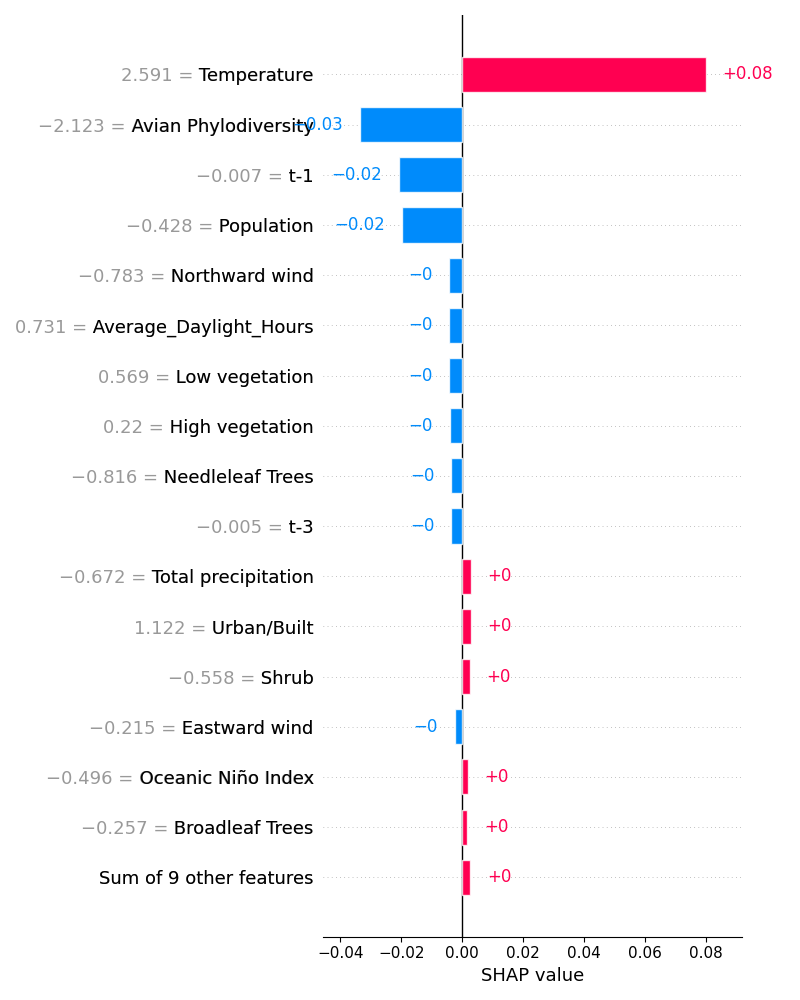 2.591 = Temperature +0.08
−2.123 = Avian Phylodiversity −0.03
−0.007 = t-1 −0.02
−0.428 = Population −0.02
−0.783 = Northward wind −0
0.731 = Average_Daylight_Hours −0
0.569 = Low vegetation −0
0.22 = High vegetation −0
−0.816 = Needleleaf Trees −0
−0.005 = t-3 −0
−0.672 = Total precipitation +0
1.122 = Urban/Built +0
−0.558 = Shrub +0
−0.215 = Eastward wind −0
−0.496 = Oceanic Niño Index +0
−0.257 = Broadleaf Trees +0
Sum of 9 other features +0
−0.04 −0.02 0.00 0.02 0.04 0.06 0.08
SHAP value